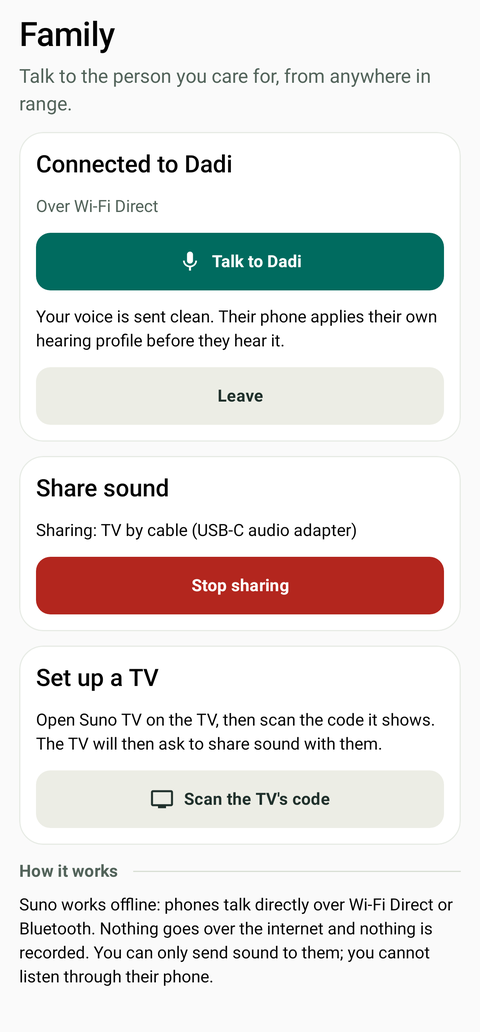 Family
Talk to the person you care for, from anywhere in
range.
Connected to Dadi
Over Wi-Fi Direct
Talk to Dadi
Your voice is sent clean. Their phone applies their own
hearing profile before they hear it.
Leave
Share sound
Sharing: TV by cable (USB-C audio adapter)
Stop sharing
Set up a TV
Open Suno TV on the TV, then scan the code it shows.
The TV will then ask to share sound with them.
Scan the TV's code
How it works
Suno works offline: phones talk directly over Wi-Fi Direct or
Bluetooth. Nothing goes over the internet and nothing is
recorded. You can only send sound to them; you cannot
listen through their phone.